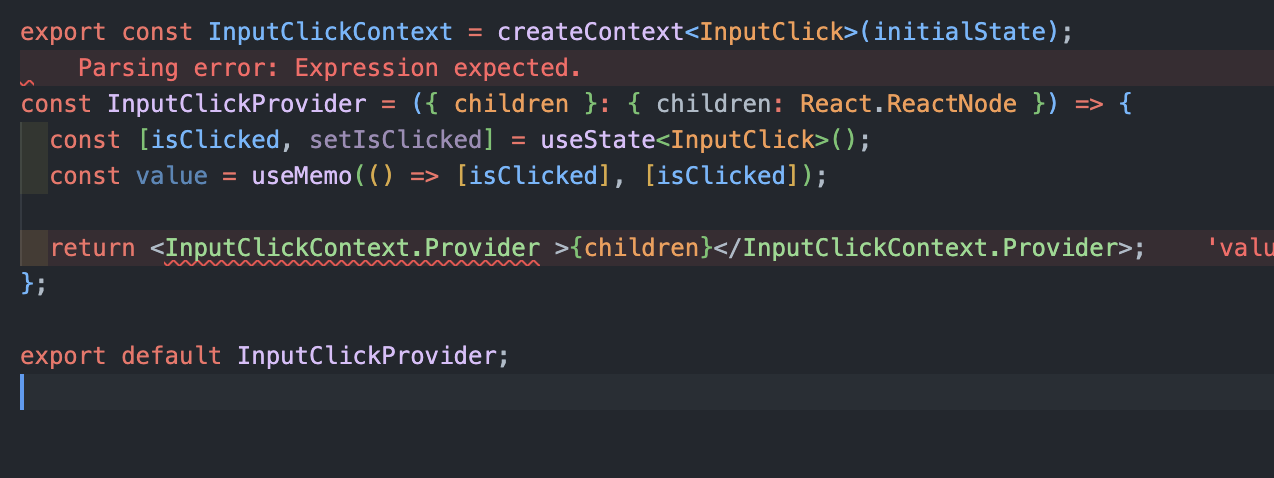 export const InputClickContext = createContext<InputClick>(initialState);
Parsing error: Expression expected.
const InputClickProvider = ({ children }: { children: React.ReactNode }) => {
const [isClicked, setIsClicked] = useState<InputClick>();
const value = useMemo(() => [isClicked], [isClicked]);
return <InputClickContext.Provider >{children}</InputClickContext.Provider>; 'valu
};
export default InputClickProvider;